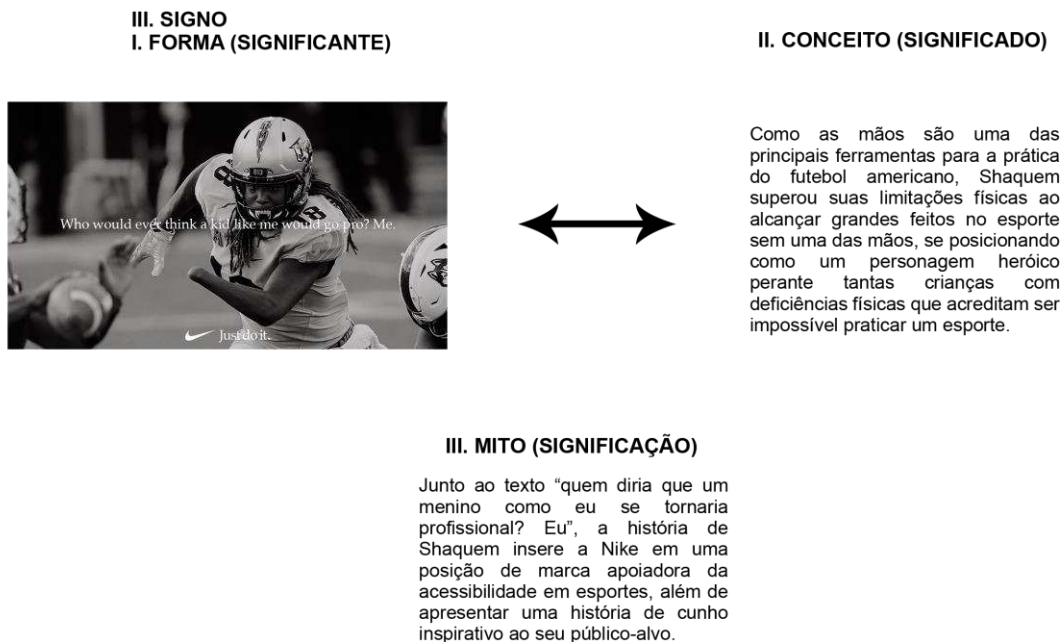 III. SIGNO
I. FORMA (SIGNIFICANTE)
II. CONCEITO (SIGNIFICADO)
Who would ever think a kid like me would go pro? Me.
Just do it.
Como as mãos são uma das
principais ferramentas para a prática
do futebol americano, Shaquem
superou suas limitações físicas ao
alcançar grandes feitos no esporte
sem uma das mãos, se posicionando
como um personagem heróico
perante tantas crianças com
deficiências físicas que acreditam ser
impossível praticar um esporte.
III. MITO (SIGNIFICAÇÃO)
Junto ao texto “quem diria que um
menino como eu se tornaria
profissional? Eu”, a história de
Shaquem insere a Nike em uma
posição de marca apoiadora da
acessibilidade em esportes, além de
apresentar uma história de cunho
inspirativo ao seu público-alvo.